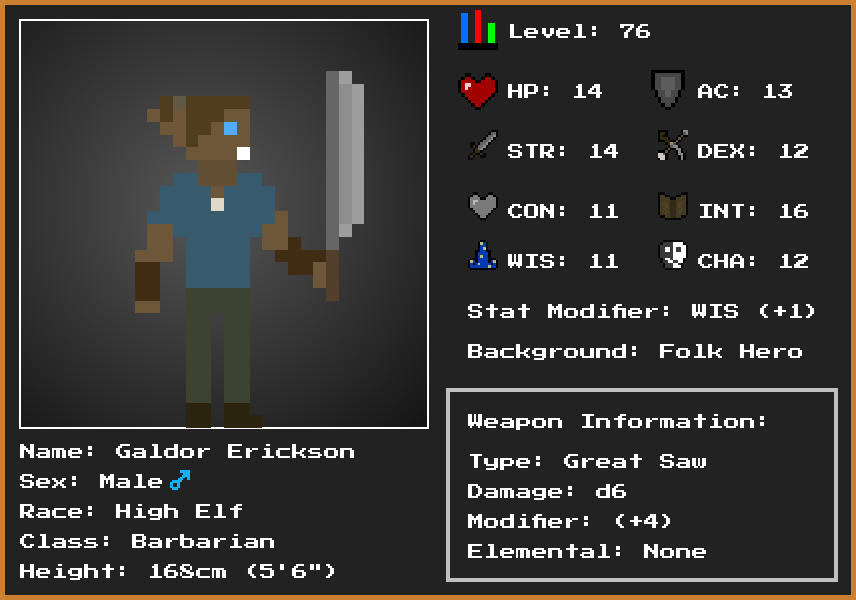 Level: 76
HP: 14 AC: 13
STR: 14 DEX: 12
CON: 11 INT: 16
WIS: 11 CHA: 12
Stat Modifier: WIS (+1)
Background: Folk Hero
Weapon Information:
Type: Great Saw
Damage: d6
Modifier: (+4)
Elemental: None
Name: Galdor Erickson
Sex: Male♂
Race: High Elf
Class: Barbarian
Height: 168cm (5'6")